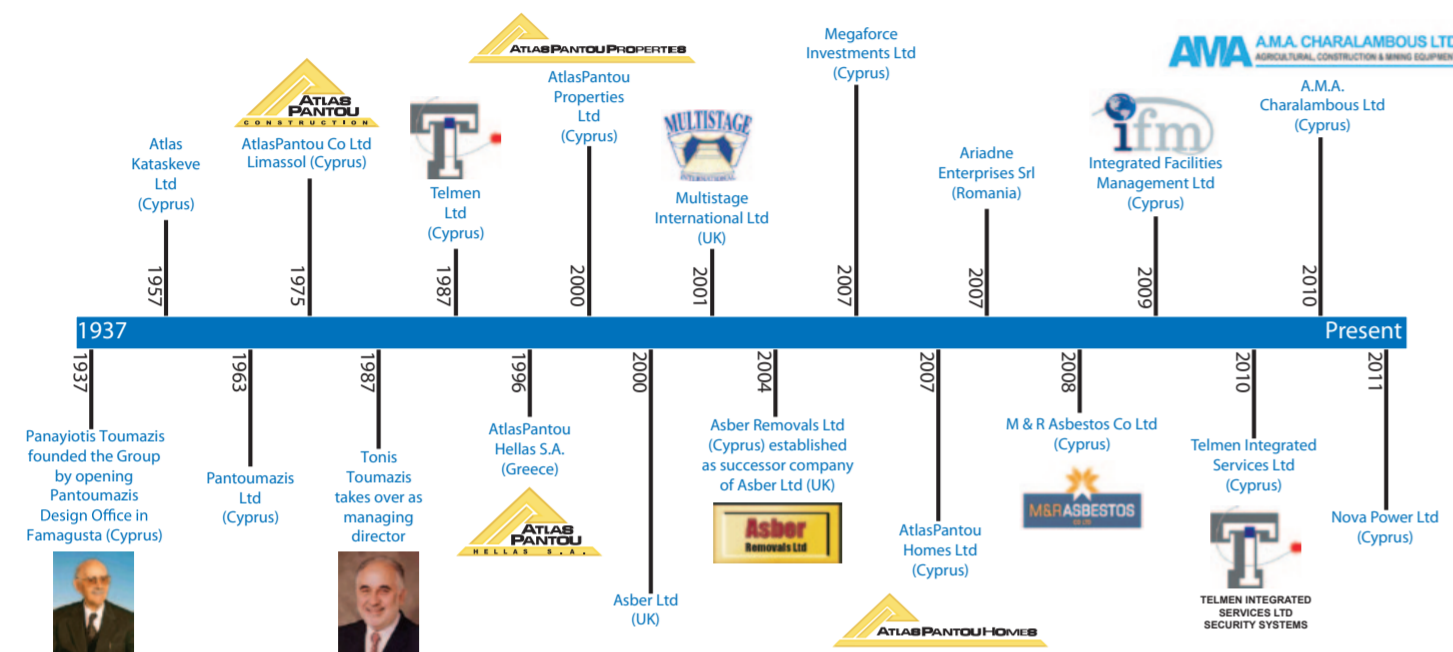 ATLASPANTOUPROPERTIES
AtlasPantou
Properties
Ltd
(Cyprus)
2000
Megaforce
Investments Ltd
(Cyprus)
2007
AMA A.M.A. CHARALAMBOUS LTD
AGRICULTURAL, CONSTRUCTION & MINING EQUIPMENT
A.M.A.
Charalambous Ltd
(Cyprus)
2010
Atlas
Kataskeve
Ltd
(Cyprus)
1957
ATLAS
PANTOU
CONSTRUCTION
AtlasPantou Co Ltd
Limassol (Cyprus)
1975
Telmen
Ltd
(Cyprus)
1987
MULTISTAGE
INTERNATIONAL
Multistage
International Ltd
(UK)
2001
Ariadne
Enterprises Srl
(Romania)
2007
ifm
Integrated Facilities
Management Ltd
(Cyprus)
2009
1937 Present
1937
Panayiotis Toumazis
founded the Group
by opening
Pantoumazis
Design Office in
Famagusta (Cyprus)
1963
Pantoumazis
Ltd
(Cyprus)
1987
Tonis
Toumazis
takes over as
managing
director
1996
AtlasPantou
Hellas S.A.
(Greece)
ATLAS
PANTOU
HELLAS S.A.
2000
Asber Ltd
(UK)
2004
Asber Removals Ltd
(Cyprus) established
as successor company
of Asber Ltd (UK)
Asber
Removals Ltd
2007
AtlasPantou
Homes Ltd
(Cyprus)
ATLASPANTOUHOMES
2008
M & R Asbestos Co Ltd
(Cyprus)
M&RASBESTOS
CO LTD
2010
Telmen Integrated
Services Ltd
(Cyprus)
TELMEN INTEGRATED
SERVICES LTD
SECURITY SYSTEMS
2011
Nova Power Ltd
(Cyprus)